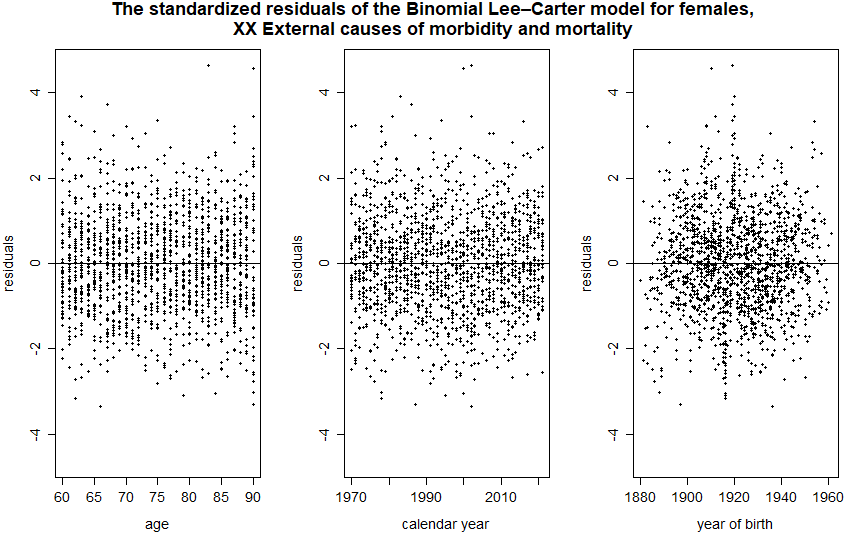 The standardized residuals of the Binomial Lee–Carter model for females,
XX External causes of morbidity and mortality
residuals
4
2
0
-2
-4
60 65 70 75 80 85 90
age
residuals
4
2
0
-2
-4
1970 1990 2010
calendar year
residuals
4
2
0
-2
-4
1880 1900 1920 1940 1960
year of birth